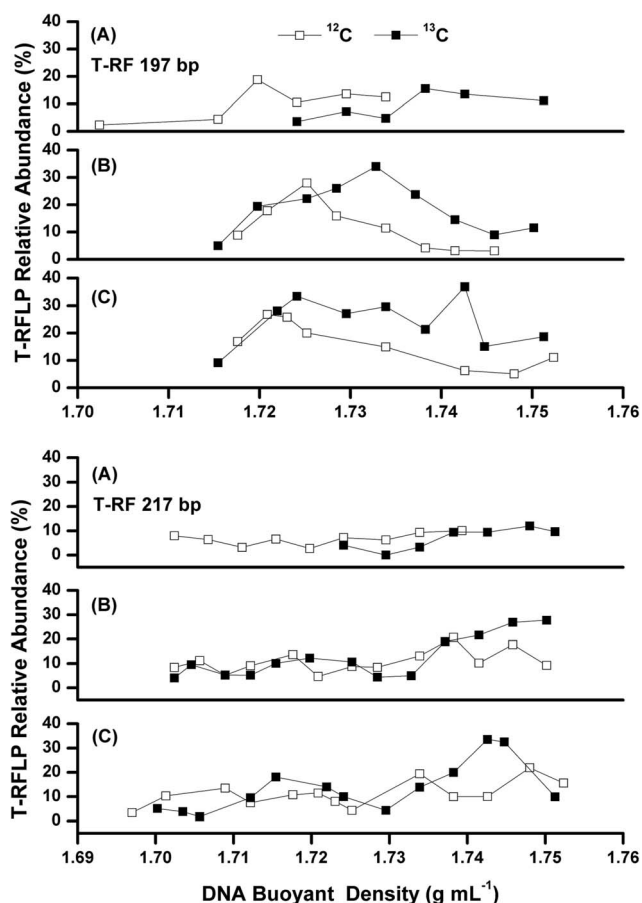 T-RFLP Relative Abundance (%)
(A)
T-RF 197 bp
¹²C
¹³C
40
30
20
10
0
(B)
40
30
20
10
0
(C)
40
30
20
10
0
1.70 1.71 1.72 1.73 1.74 1.75 1.76
T-RFLP Relative Abundance (%)
(A)
T-RF 217 bp
40
30
20
10
0
(B)
40
30
20
10
0
(C)
40
30
20
10
0
1.69 1.70 1.71 1.72 1.73 1.74 1.75 1.76
DNA Buoyant Density (g mL⁻¹)